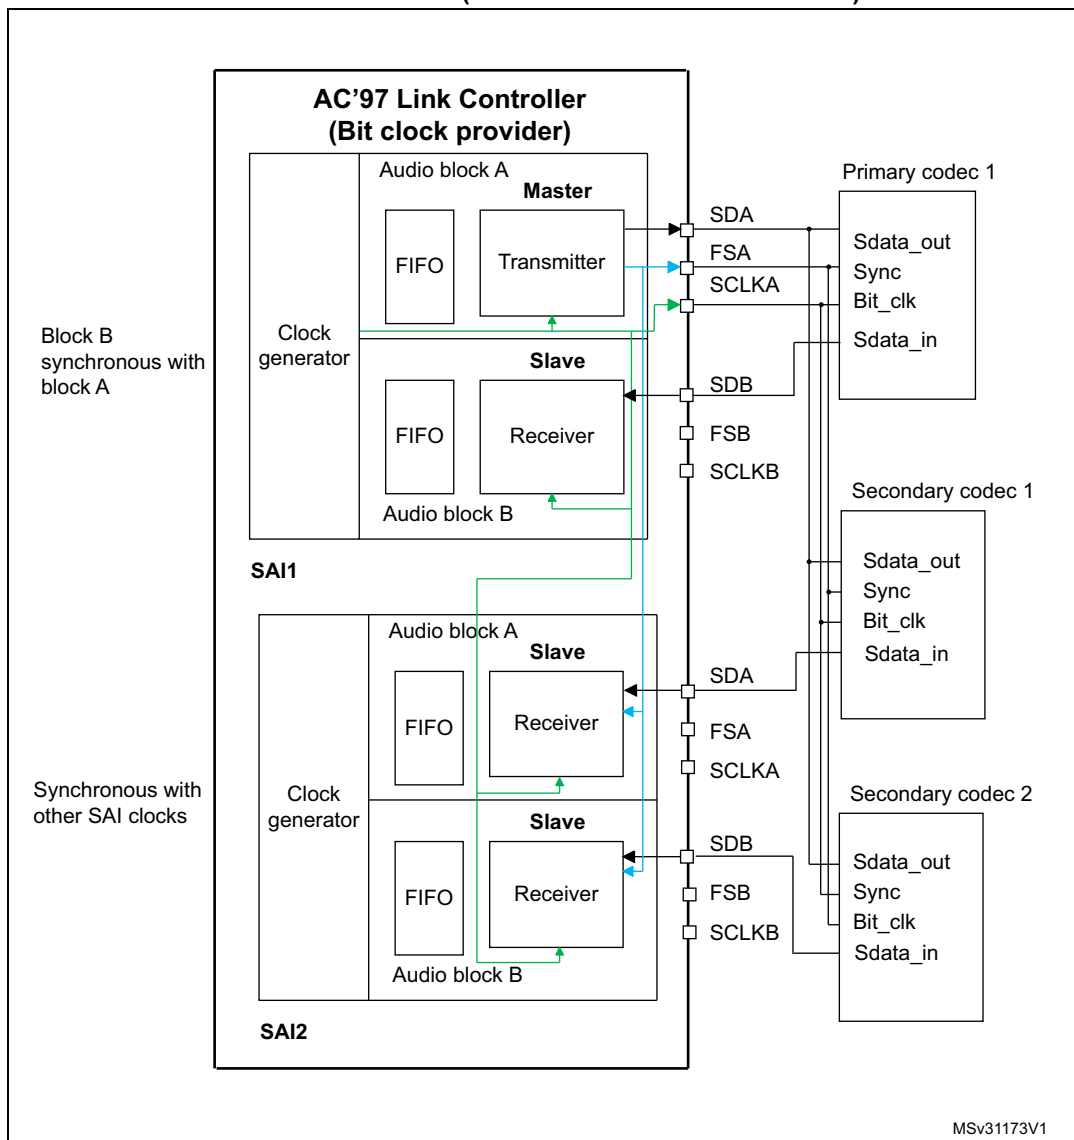 AC’97 Link Controller
(Bit clock provider)
Audio block A
Master
FIFO
Transmitter
Clock
generator
Slave
FIFO
Receiver
Audio block B
SAI1
Block B
synchronous with
block A
SDA
FSA
SCLKA
SDB
FSB
SCLKB
Primary codec 1
Sdata_out
Sync
Bit_clk
Sdata_in
Secondary codec 1
Sdata_out
Sync
Bit_clk
Sdata_in
Audio block A
Slave
FIFO
Receiver
Clock
generator
Slave
FIFO
Receiver
Audio block B
SAI2
Synchronous with
other SAI clocks
SDA
FSA
SCLKA
SDB
FSB
SCLKB
Secondary codec 2
Sdata_out
Sync
Bit_clk
Sdata_in
MSv31173V1